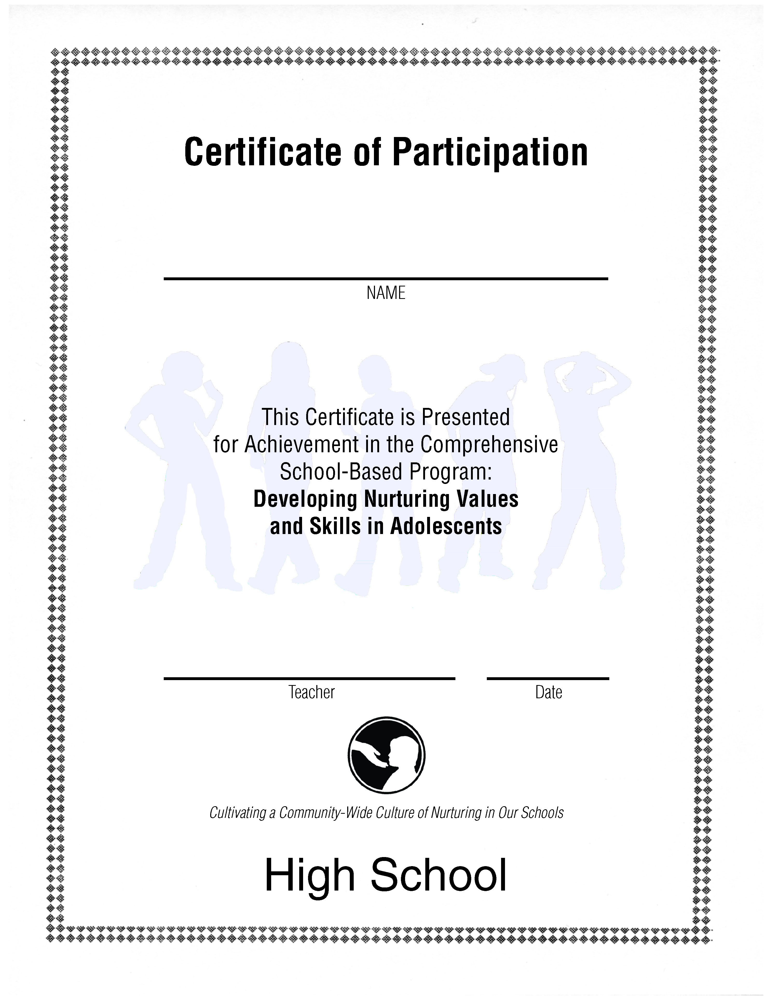 Certificate of Participation
NAME
This Certificate is Presented
for Achievement in the Comprehensive
School-Based Program:
Developing Nurturing Values
and Skills in Adolescents
Teacher Date
Cultivating a Community-Wide Culture of Nurturing in Our Schools
High School